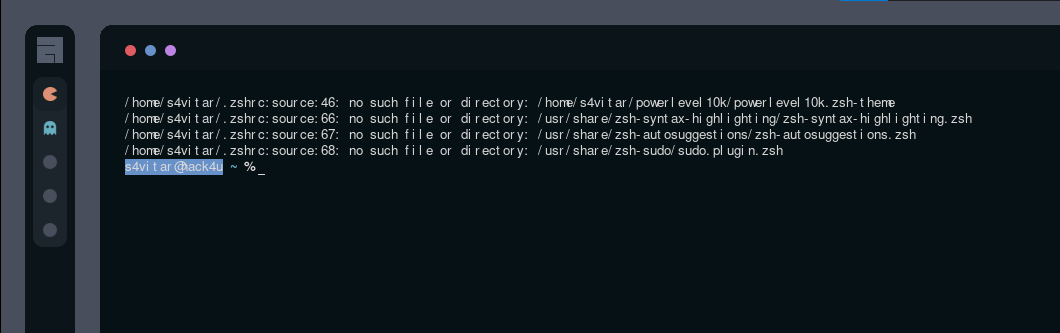 /home/s4vitar/.zshrc:source:46: no such file or directory: /home/s4vitar/powerlevel10k/powerlevel10k.zsh-theme
/home/s4vitar/.zshrc:source:66: no such file or directory: /usr/share/zsh-syntax-highlighting/zsh-syntax-highlighting.zsh
/home/s4vitar/.zshrc:source:67: no such file or directory: /usr/share/zsh-autosuggestions/zsh-autosuggestions.zsh
/home/s4vitar/.zshrc:source:68: no such file or directory: /usr/share/zsh-sudo/sudo.plugin.zsh
s4vitar@hack4u ~ %_